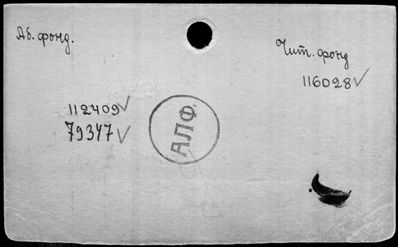 Аб. фонд.
Чит. фонд
116028✓
112409✓
79347✓
АЛФ.